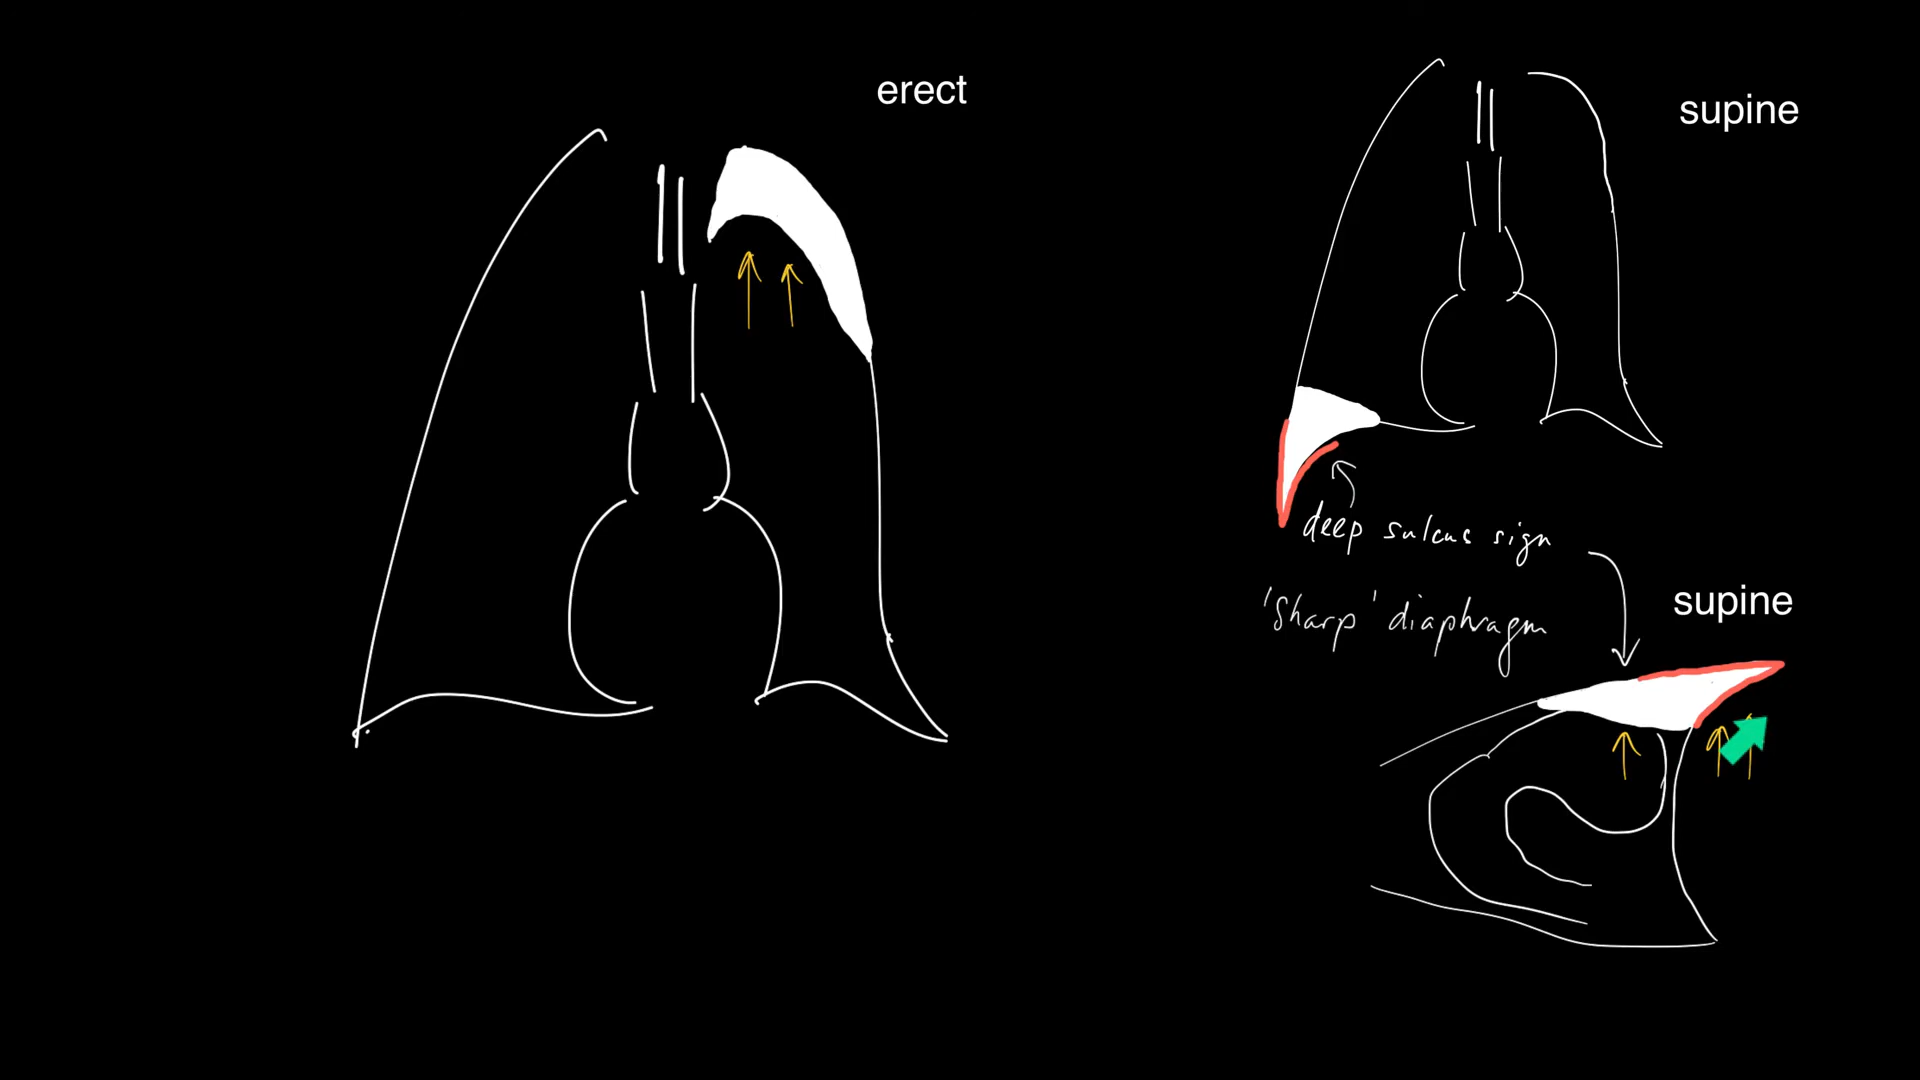 erect
supine
deep sulcus sign
'Sharp' diaphragm
supine